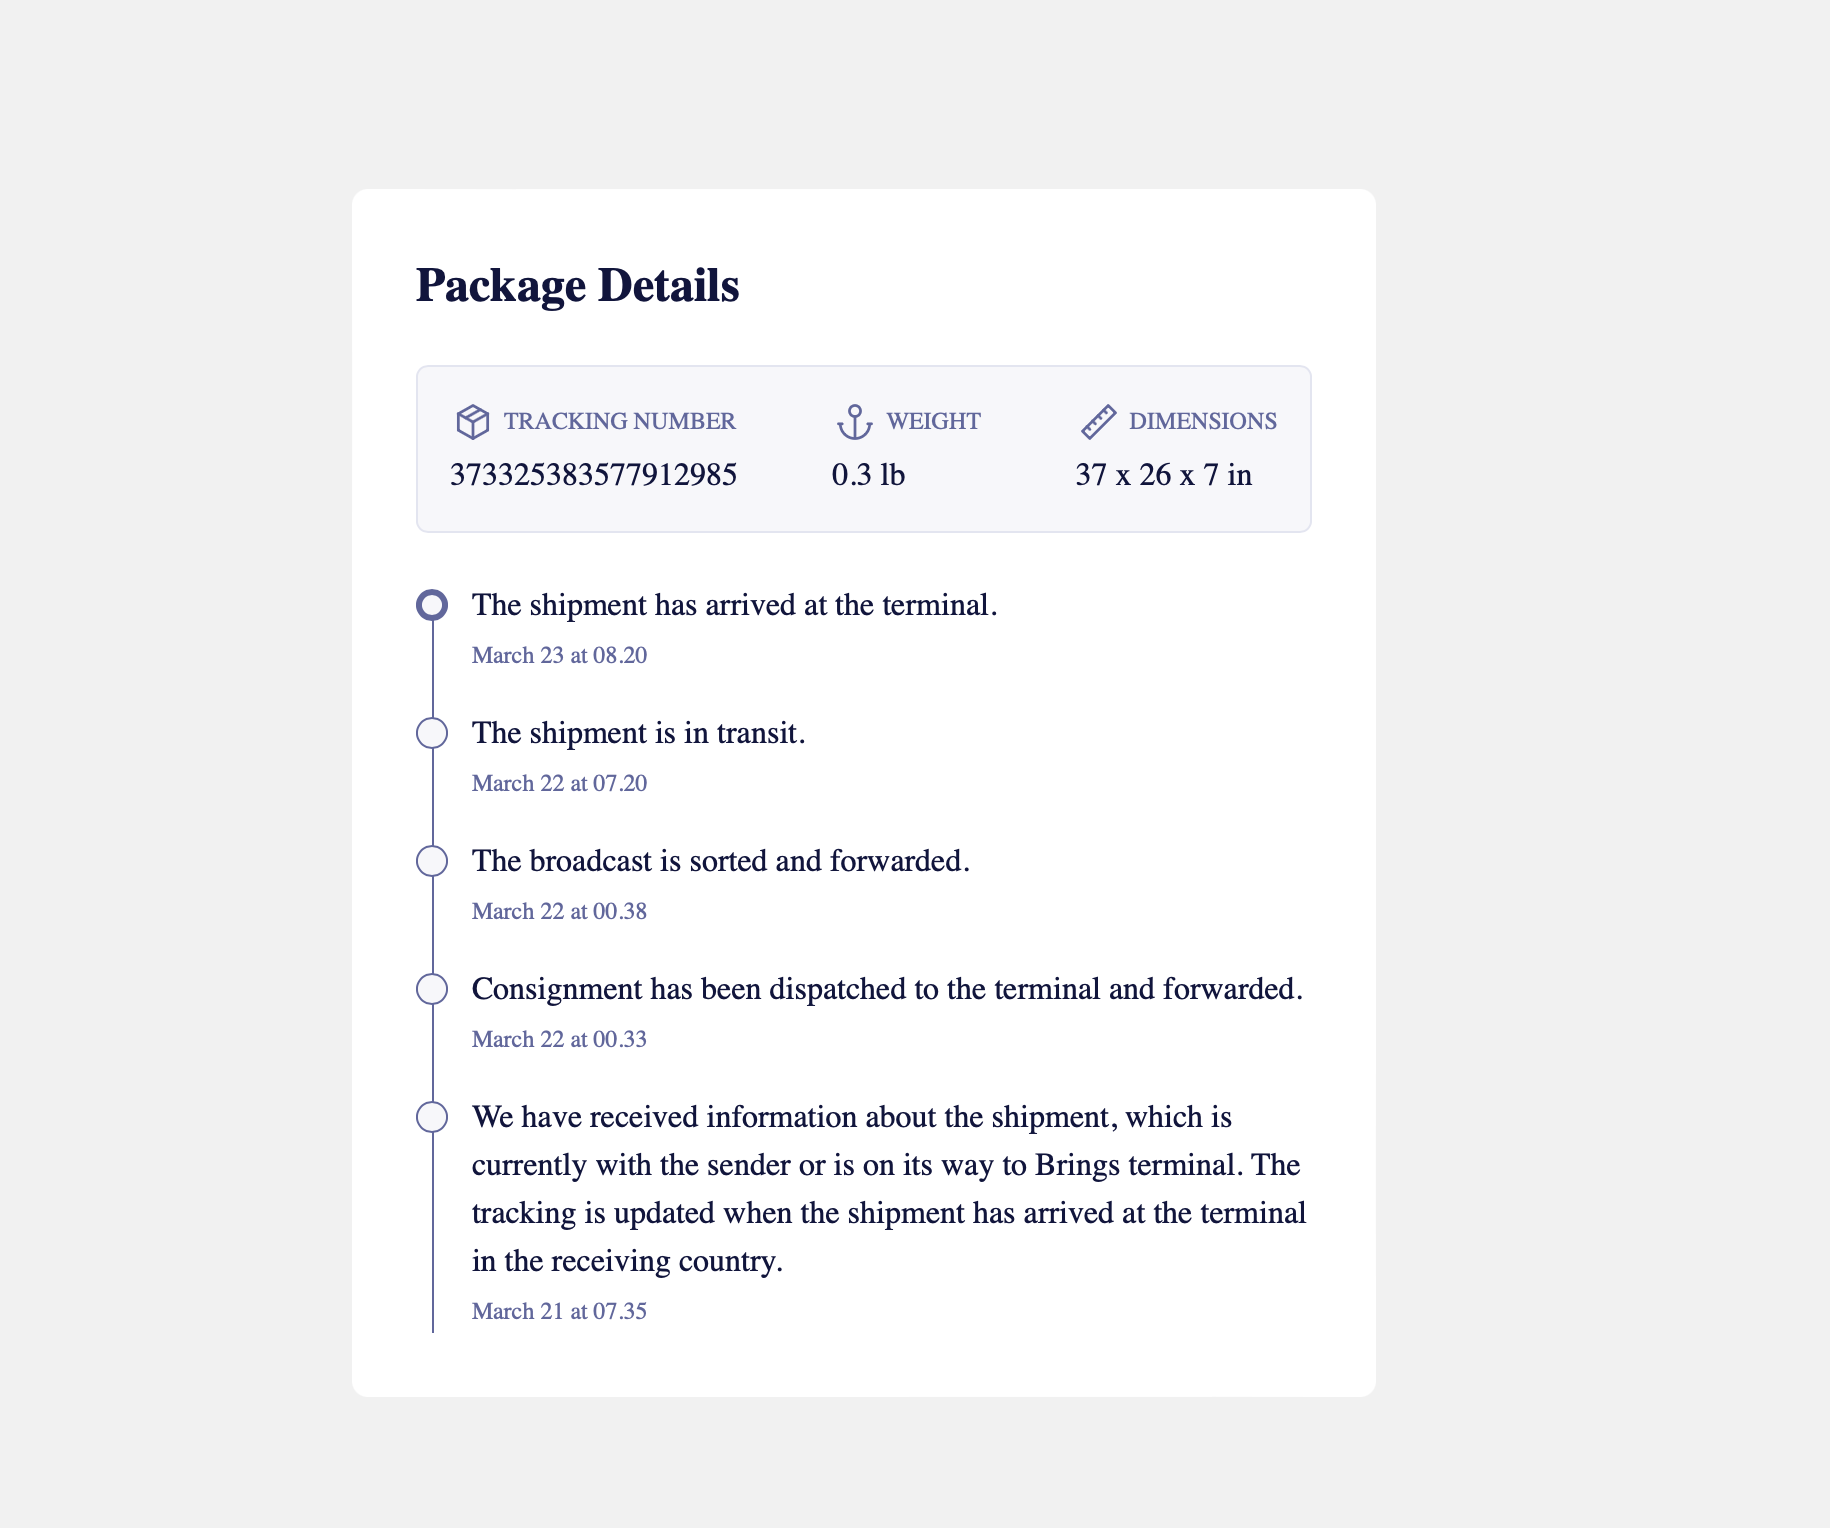 Package Details
TRACKING NUMBER
373325383577912985
WEIGHT
0.3 lb
DIMENSIONS
37 x 26 x 7 in
The shipment has arrived at the terminal.
March 23 at 08.20
The shipment is in transit.
March 22 at 07.20
The broadcast is sorted and forwarded.
March 22 at 00.38
Consignment has been dispatched to the terminal and forwarded.
March 22 at 00.33
We have received information about the shipment, which is
currently with the sender or is on its way to Brings terminal. The
tracking is updated when the shipment has arrived at the terminal
in the receiving country.
March 21 at 07.35